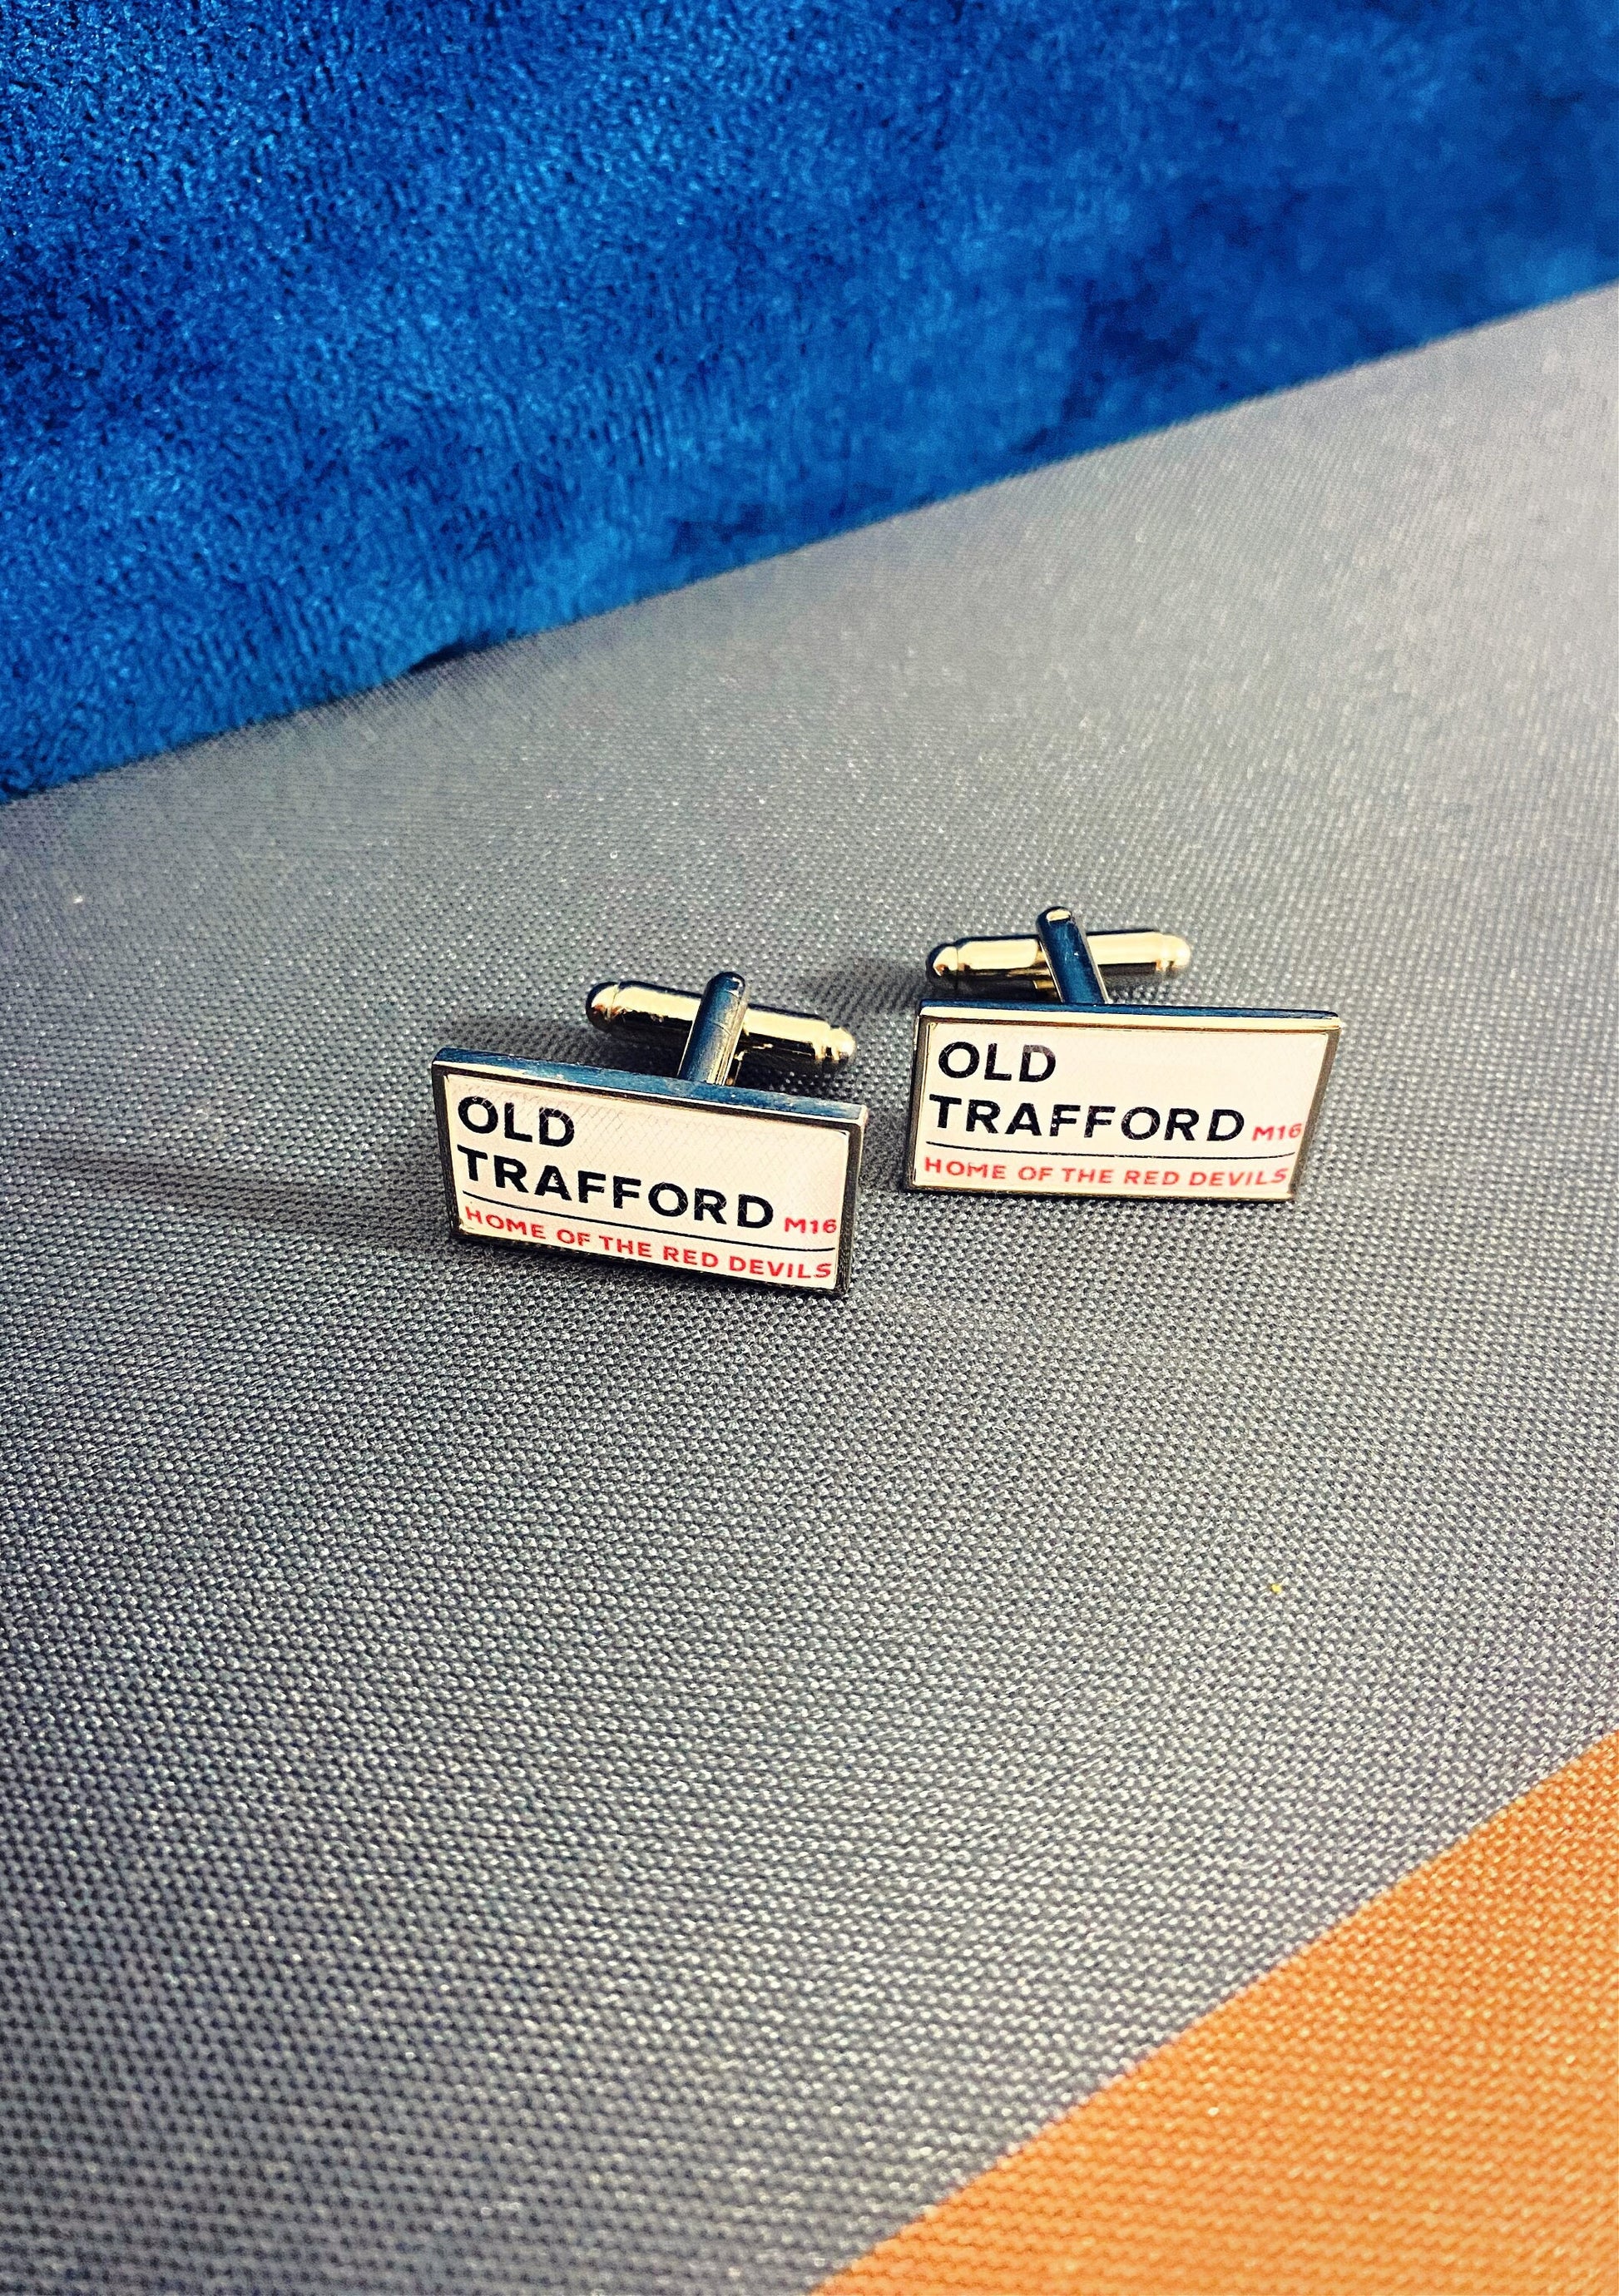 OLD
TRAFFORD M16
HOME OF THE RED DEVILS
OLD
TRAFFORD M16
HOME OF THE RED DEVILS